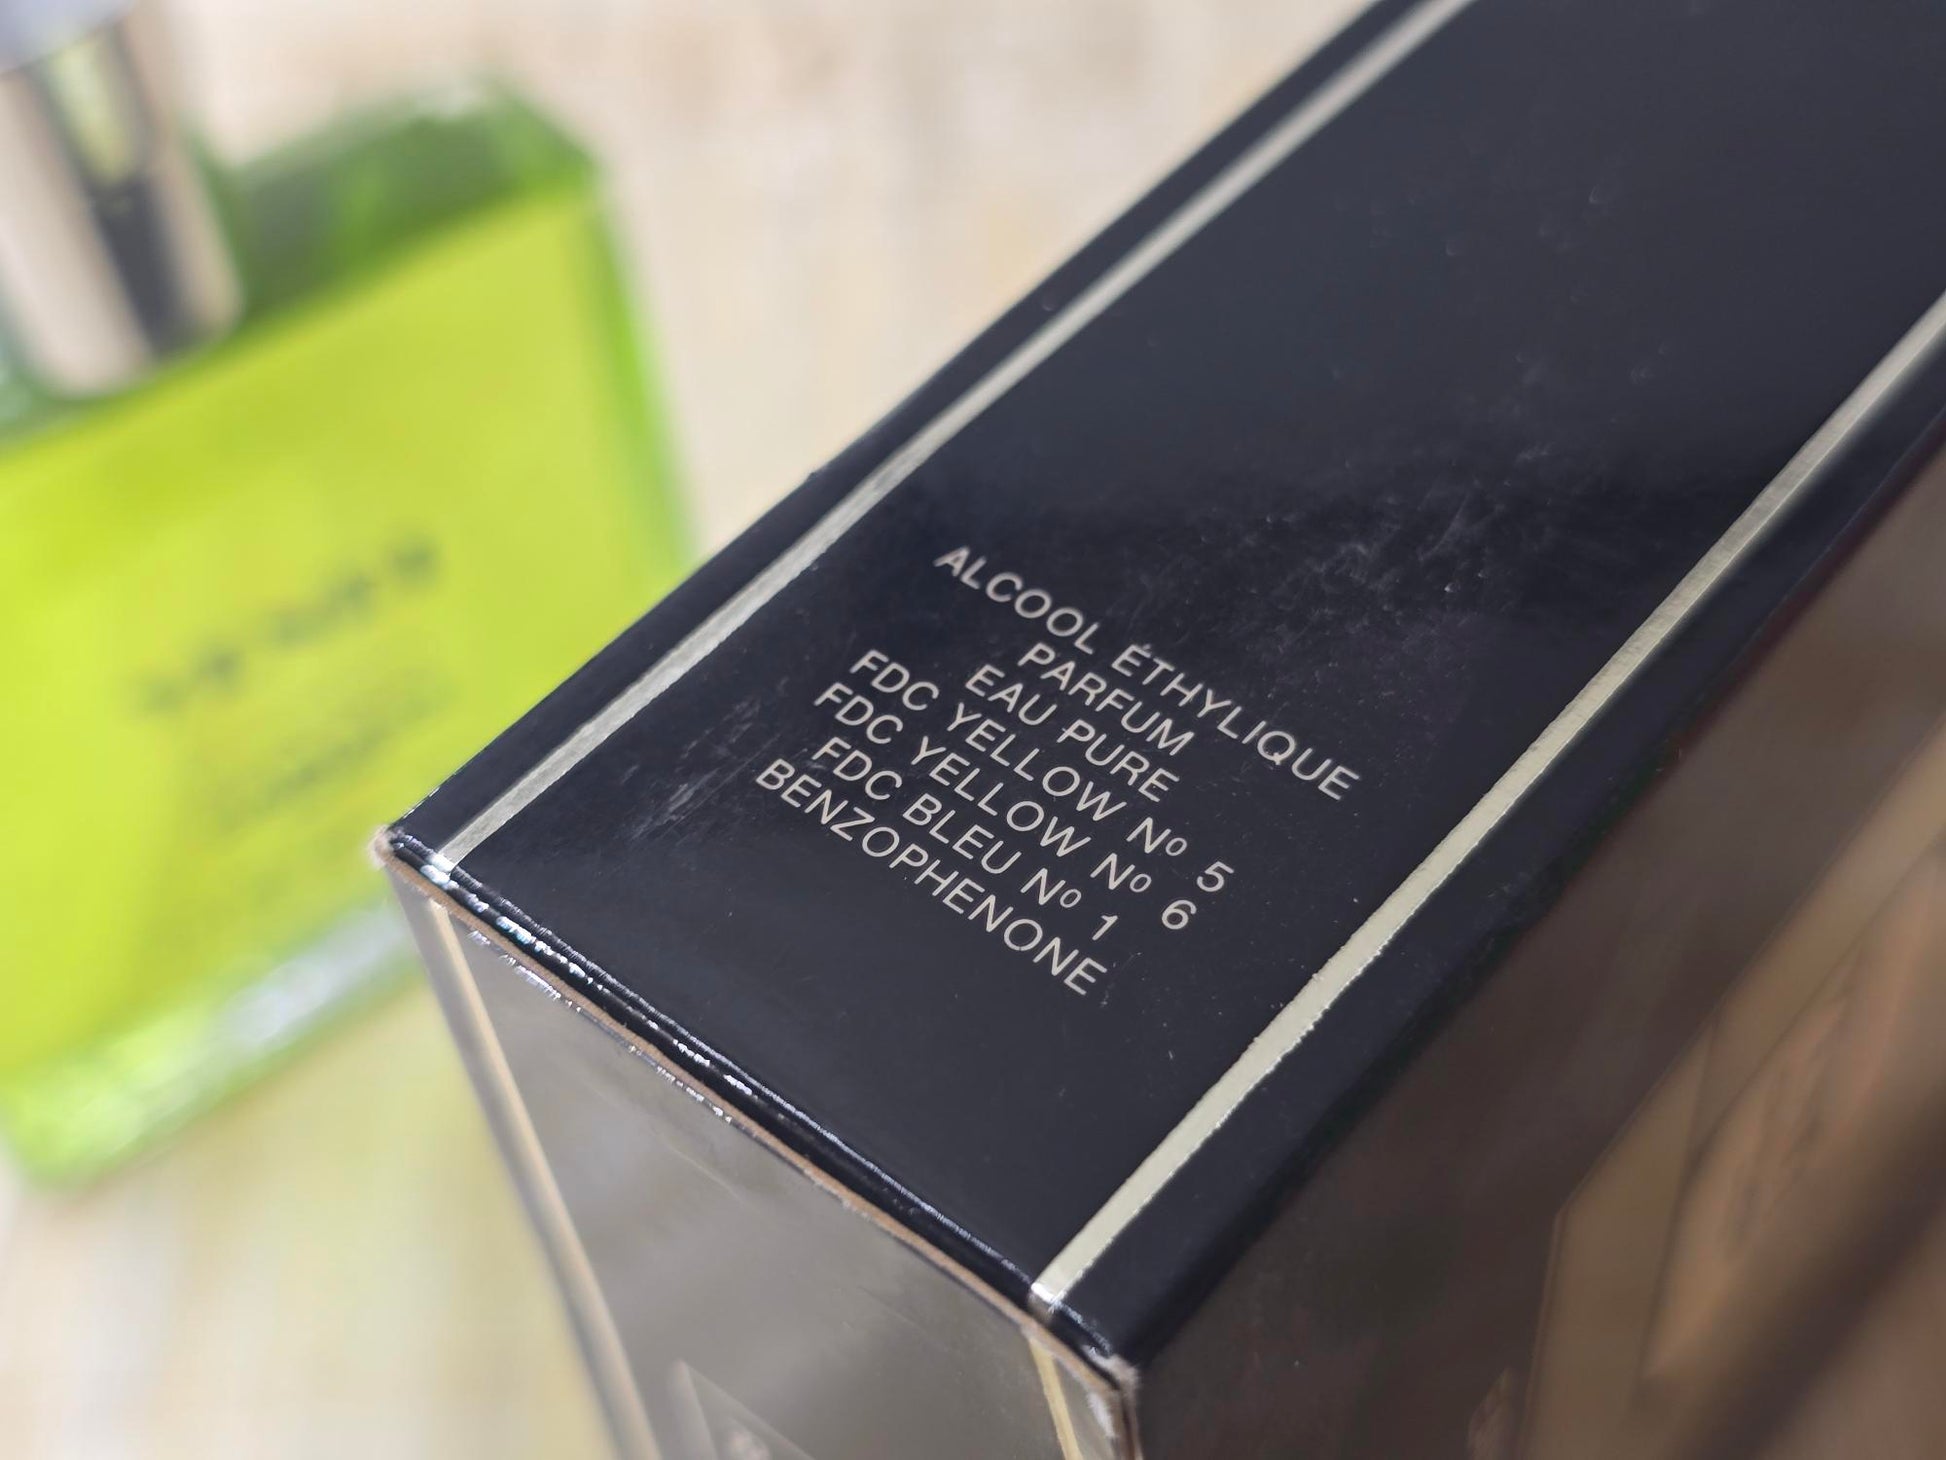 ALCOOL ÉTHYLIQUE
PARFUM
EAU PURE
FDC YELLOW Nº 5
FDC YELLOW Nº 6
FDC BLEU Nº 1
BENZOPHENONE